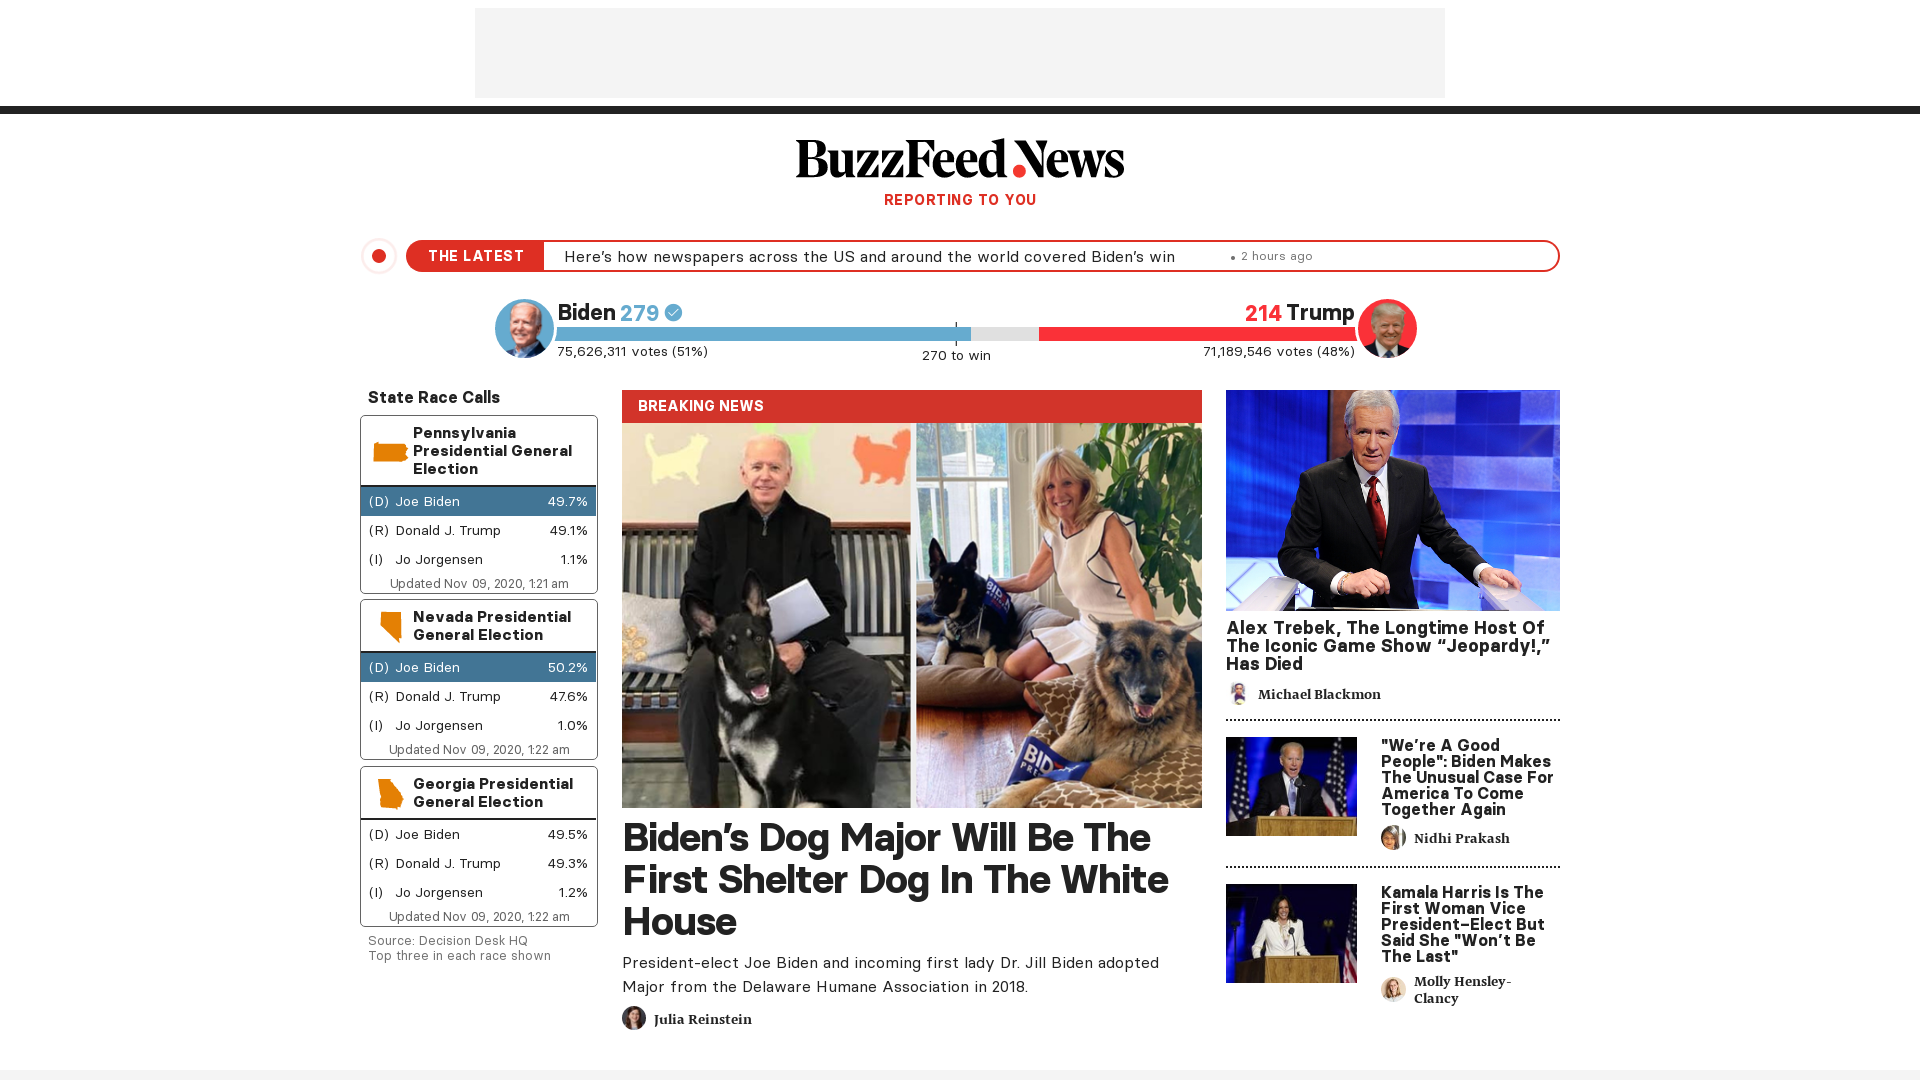 BuzzFeed News
REPORTING TO YOU
THE LATEST
Here’s how newspapers across the US and around the world covered Biden’s win
• 2 hours ago
Biden 279
214 Trump
75,626,311 votes (51%)
270 to win
71,189,546 votes (48%)
State Race Calls
Pennsylvania
Presidential General
Election
(D) Joe Biden 49.7%
(R) Donald J. Trump 49.1%
(I) Jo Jorgensen 1.1%
Updated Nov 09, 2020, 1:21 am
Nevada Presidential
General Election
(D) Joe Biden 50.2%
(R) Donald J. Trump 47.6%
(I) Jo Jorgensen 1.0%
Updated Nov 09, 2020, 1:22 am
Georgia Presidential
General Election
(D) Joe Biden 49.5%
(R) Donald J. Trump 49.3%
(I) Jo Jorgensen 1.2%
Updated Nov 09, 2020, 1:22 am
Source: Decision Desk HQ
Top three in each race shown
BREAKING NEWS
Biden’s Dog Major Will Be The
First Shelter Dog In The White
House
President-elect Joe Biden and incoming first lady Dr. Jill Biden adopted
Major from the Delaware Humane Association in 2018.
Julia Reinstein
Alex Trebek, The Longtime Host Of
The Iconic Game Show “Jeopardy!,”
Has Died
Michael Blackmon
"We’re A Good
People": Biden Makes
The Unusual Case For
America To Come
Together Again
Nidhi Prakash
Kamala Harris Is The
First Woman Vice
President-Elect But
Said She "Won’t Be
The Last"
Molly Hensley-
Clancy